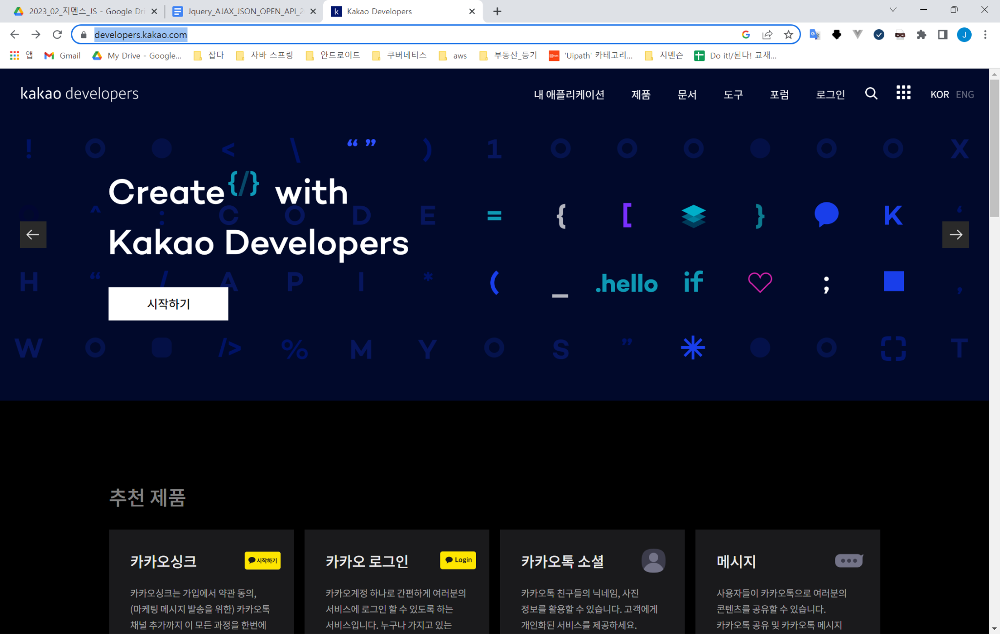 2023_02_지멘스_JS - Google Dri
Jquery_AJAX_JSON_OPEN_API_2
Kakao Developers
developers.kakao.com
앱
Gmail
My Drive - Google...
잡다
자바 스프링
안드로이드
쿠버네티스
aws
부동산_등기
'Uipath' 카테고리...
지멘슨
Do it!/된다! 교재...
kakao developers
내 애플리케이션
제품
문서
도구
포럼
로그인
KOR ENG
! < \ “ ” ) 1 X
Create {/} with
^ : C O D E = { [ } K ‘
Kakao Developers
H “ / A P I * ( _ .hello if ; ,
시작하기
W /> % M Y O S ” T
추천 제품
카카오싱크
시작하기
카카오싱크는 가입에서 약관 동의,
(마케팅 메시지 발송을 위한) 카카오톡
채널 추가까지 이 모든 과정을 한번에
카카오 로그인
Login
카카오계정 하나로 간편하게 여러분의
서비스에 로그인 할 수 있도록 하는
서비스입니다. 누구나 가지고 있는
카카오톡 소셜
카카오톡 친구들의 닉네임, 사진
정보를 활용할 수 있습니다. 고객에게
개인화된 서비스를 제공하세요.
메시지
사용자들이 카카오톡으로 여러분의
콘텐츠를 공유할 수 있습니다.
카카오톡 공유 및 카카오톡 메시지